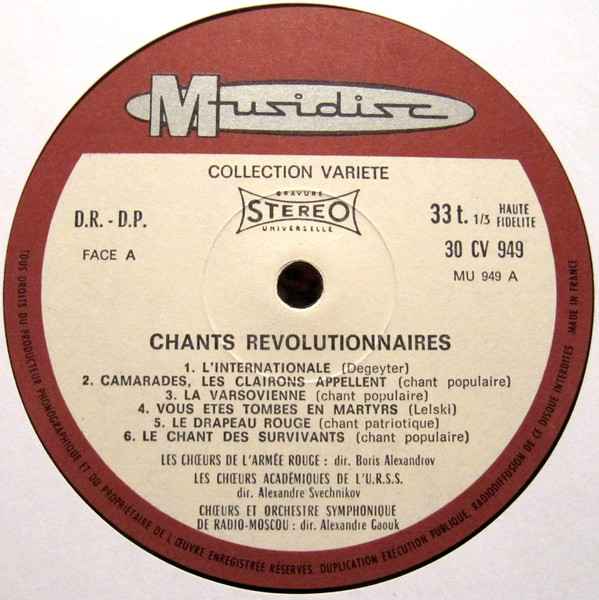 Musidisc
COLLECTION VARIETE
GRAVURE
STEREO
UNIVERSELLE
D.R. - D.P.
FACE A
33 t. 1/3 HAUTE FIDELITE
30 CV 949
MU 949 A
CHANTS REVOLUTIONNAIRES
1. L'INTERNATIONALE (Degeyter)
2. CAMARADES, LES CLAIRONS APPELLENT (chant populaire)
3. LA VARSOVIENNE (chant populaire)
4. VOUS ETES TOMBES EN MARTYRS (Lelski)
5. LE DRAPEAU ROUGE (chant patriotique)
6. LE CHANT DES SURVIVANTS (chant populaire)
LES CHŒURS DE L'ARMÉE ROUGE : dir. Boris Alexandrov
LES CHŒURS ACADÉMIQUES DE L'U.R.S.S.
dir. Alexandre Svechnikov
CHŒURS ET ORCHESTRE SYMPHONIQUE
DE RADIO-MOSCOU : dir. Alexandre Gaouk
TOUS DROITS DU PRODUCTEUR PHONOGRAPHIQUE ET DU PROPRIETAIRE DE L'ŒUVRE ENREGISTRÉE RÉSERVÉS. DUPLICATION EXÉCUTION PUBLIQUE, RADIODIFFUSION DE CE DISQUE INTERDITES MADE IN FRANCE